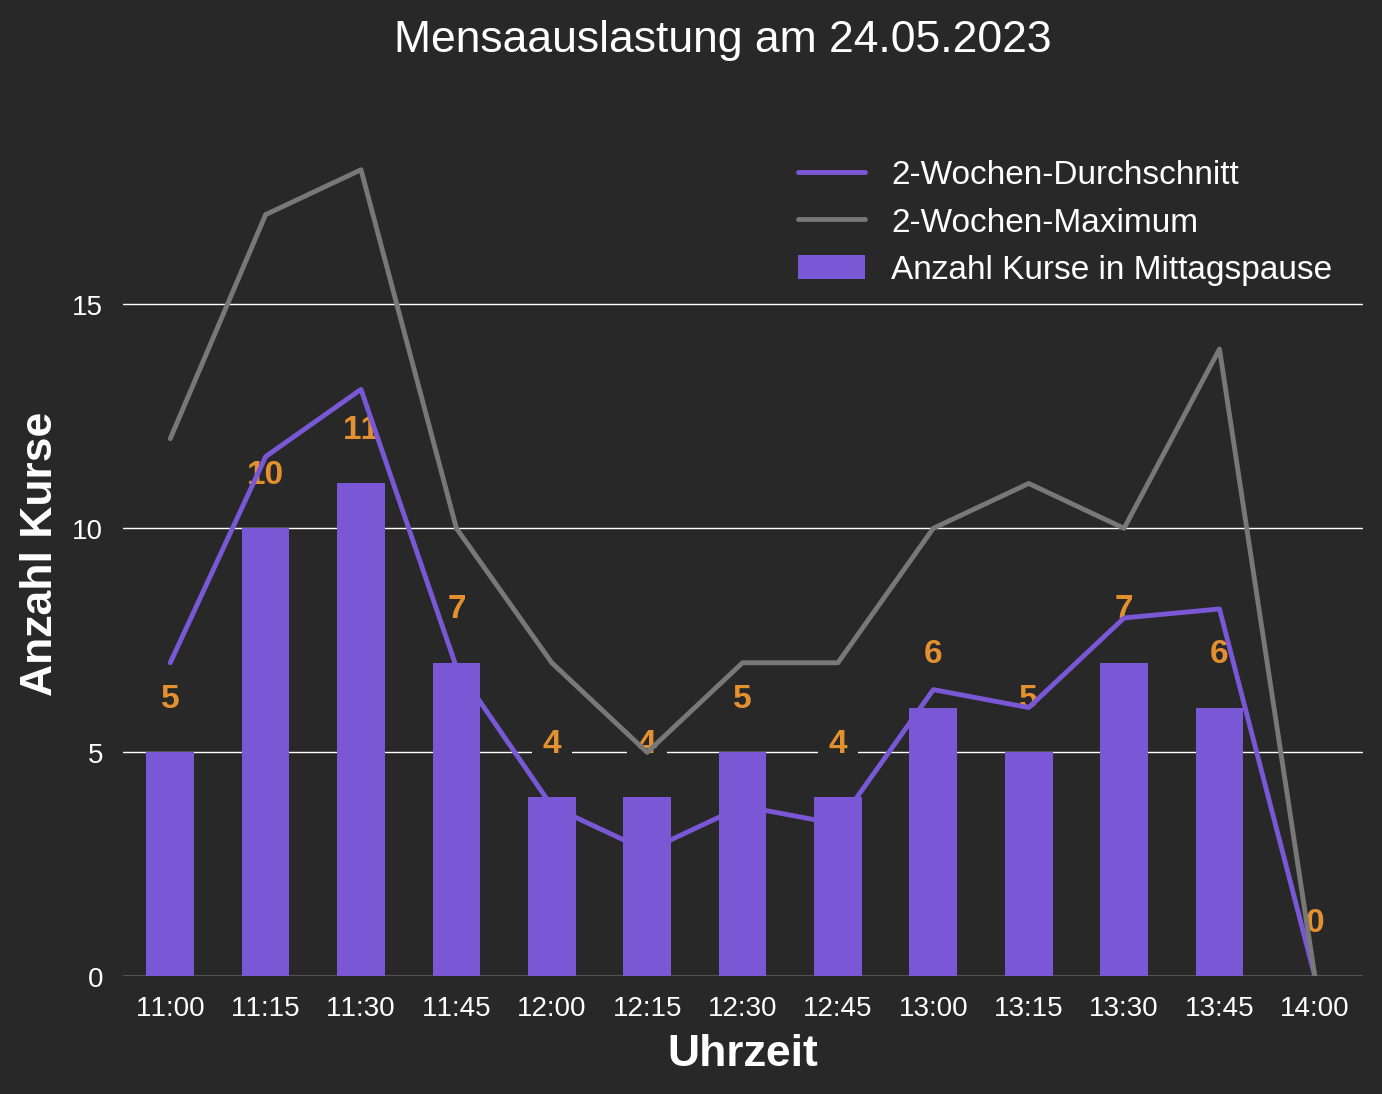 Mensaauslastung am 24.05.2023
2-Wochen-Durchschnitt
2-Wochen-Maximum
Anzahl Kurse in Mittagspause
Anzahl Kurse
15
10
5
0
5
10
11
7
4
4
5
4
6
5
7
6
0
11:00 11:15 11:30 11:45 12:00 12:15 12:30 12:45 13:00 13:15 13:30 13:45 14:00
Uhrzeit